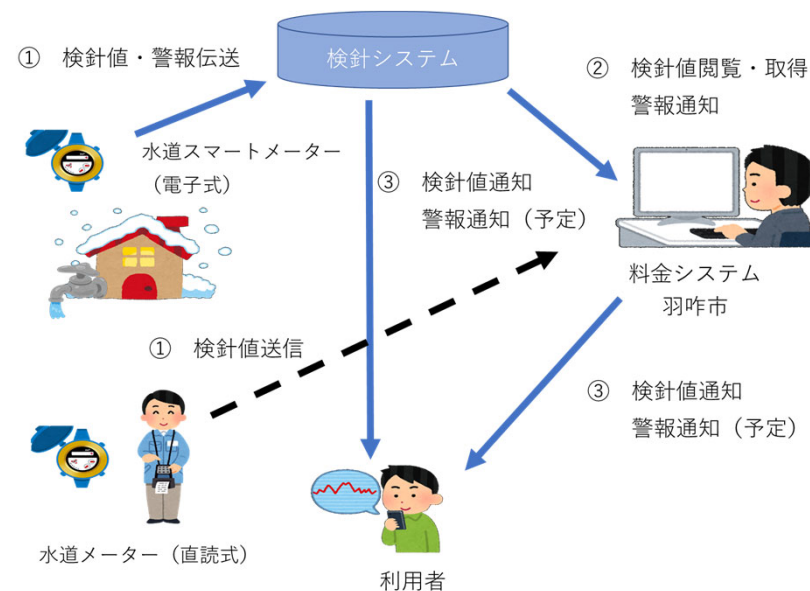 ① 検針値・警報伝送
検針システム
② 検針値閲覧・取得
警報通知
水道スマートメーター
（電子式）
③ 検針値通知
警報通知（予定）
料金システム
羽咋市
① 検針値送信
③ 検針値通知
警報通知（予定）
水道メーター（直読式）
利用者